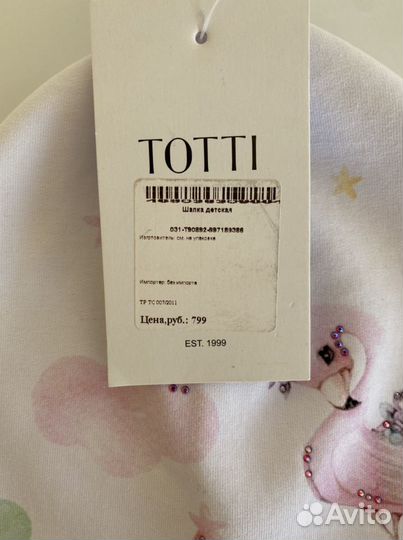 TOTTI
Шапка детская
031-T90892-697189386
Изготовитель: см. на упаковке
Импортер: без импорта
ТР ТС 007/2011
Цена,руб.: 799
EST. 1999
Avito